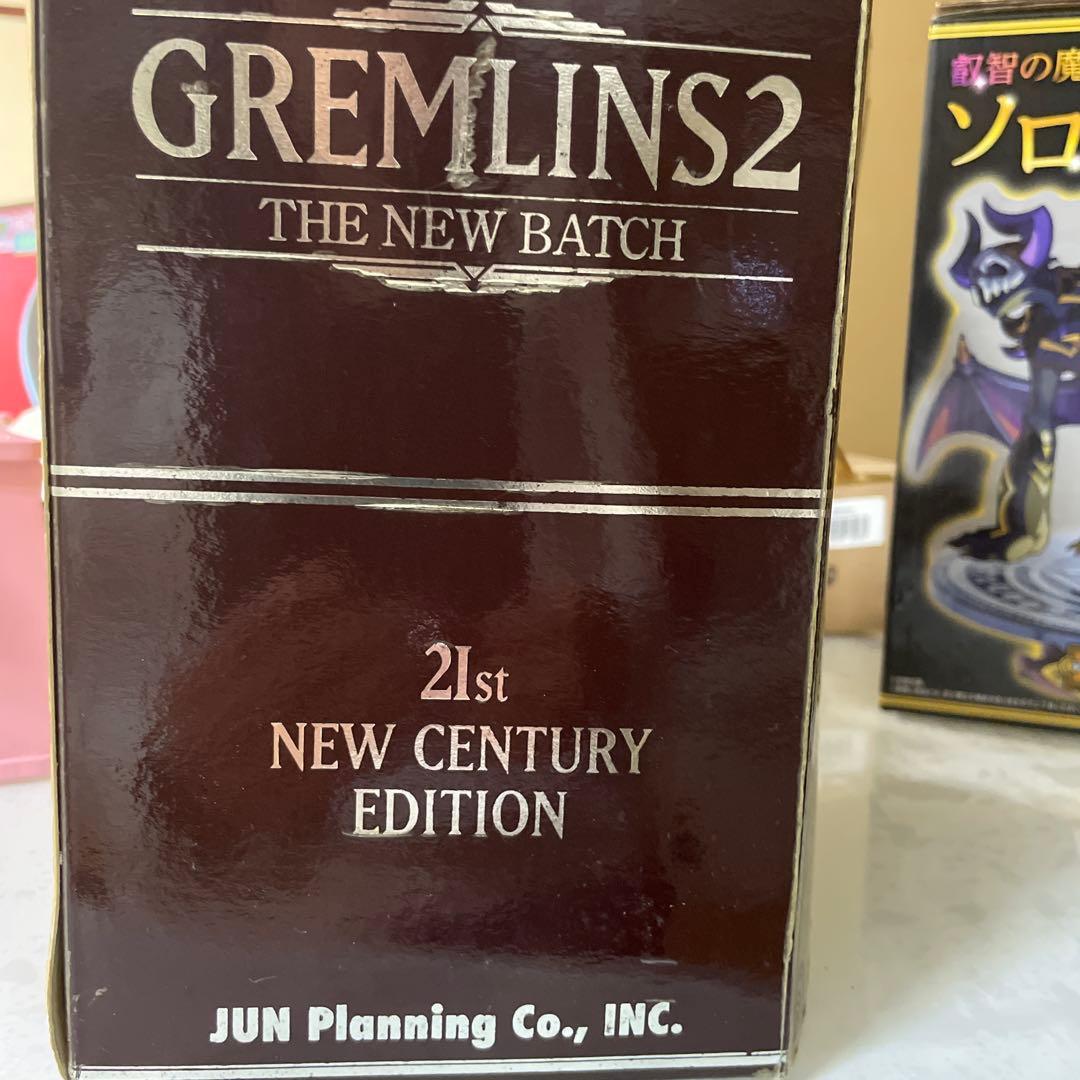 GREMLINS2
THE NEW BATCH
21st
NEW CENTURY
EDITION
JUN Planning Co., INC.
叡智の魔
ソロ